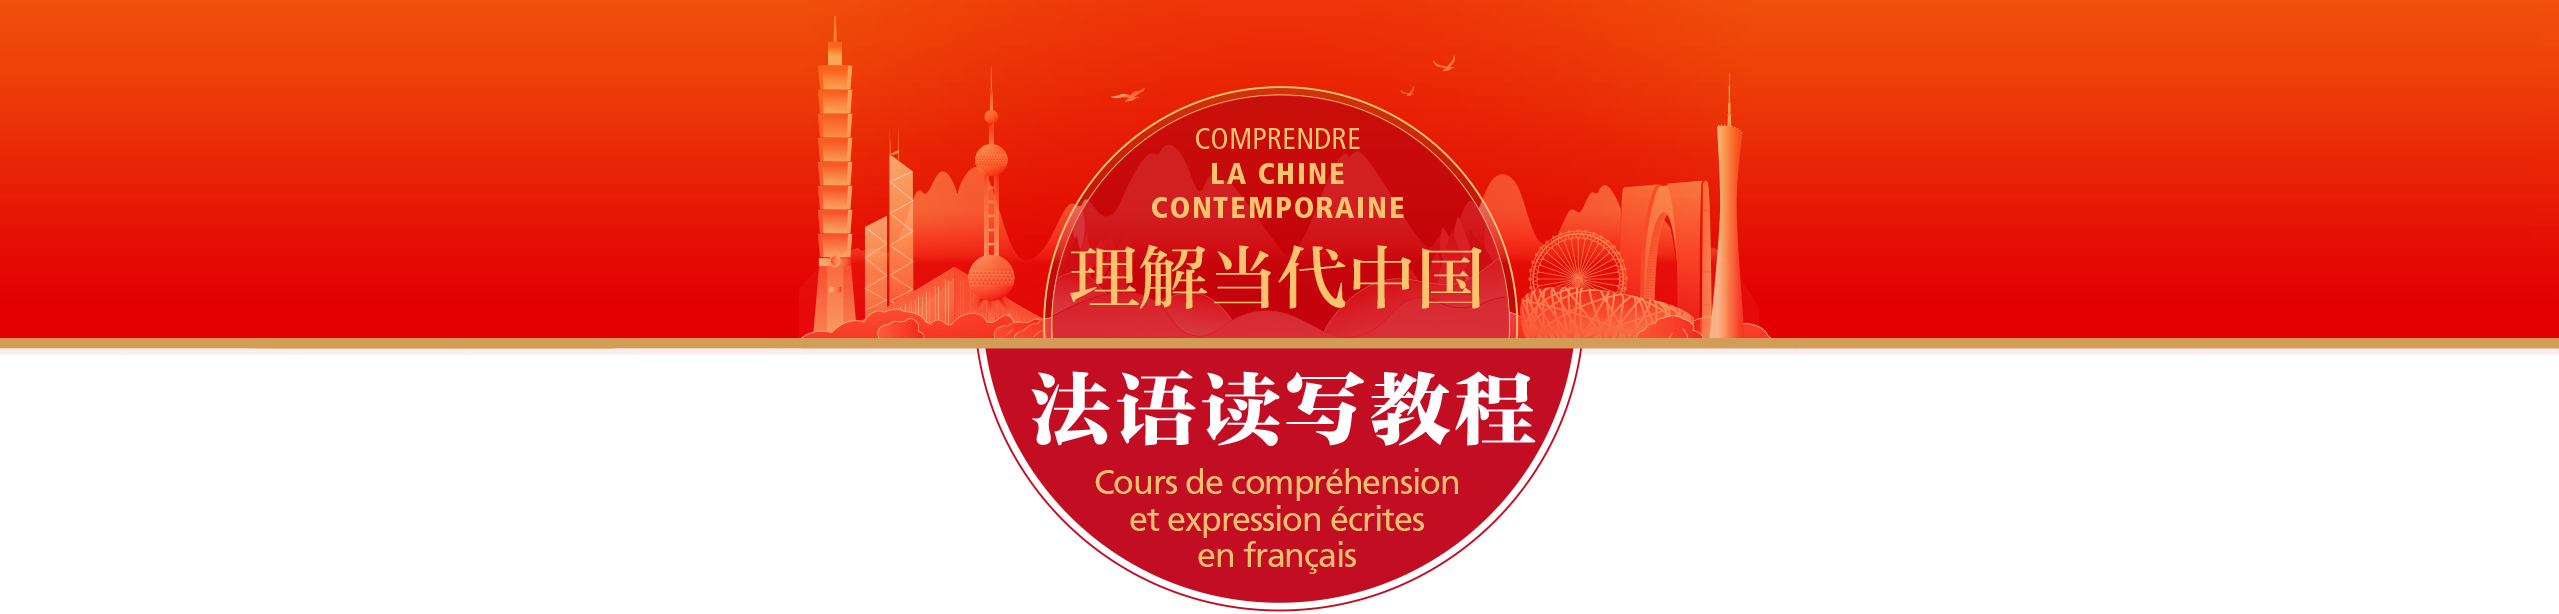 COMPRENDRE
LA CHINE
CONTEMPORAINE
理解当代中国
法语读写教程
Cours de compréhension
et expression écrites
en français